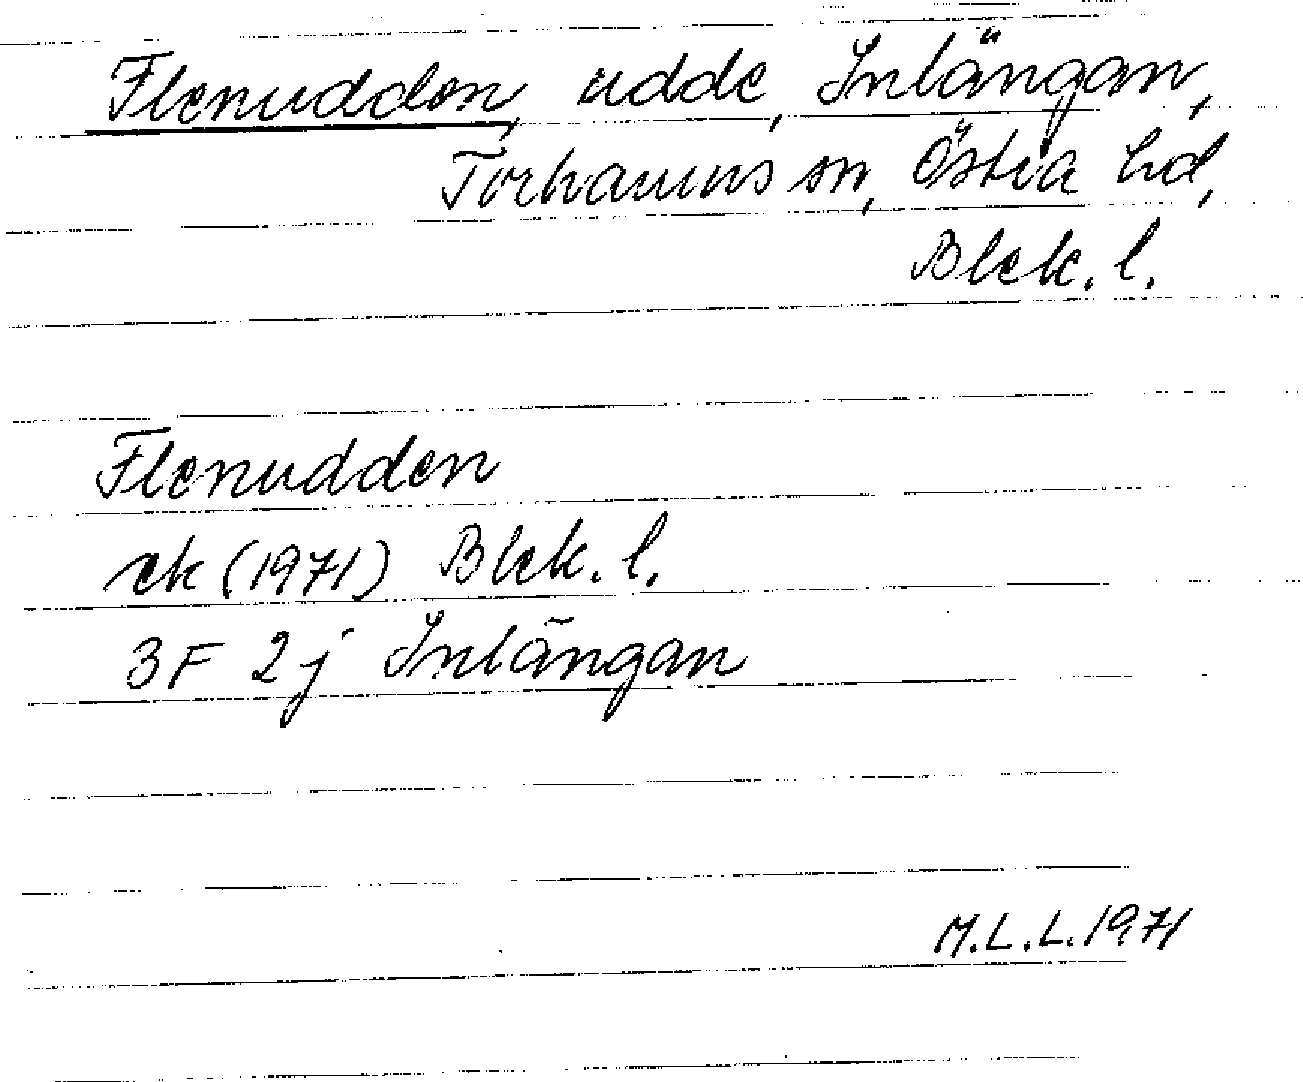 Flenudden, udde, Inlängan,
Torhamns sn, Östra hd,
Blek. l.
Flenudden
ek (1971) Blek. l.
3F 2j Inlängan
M.L.L. 1971